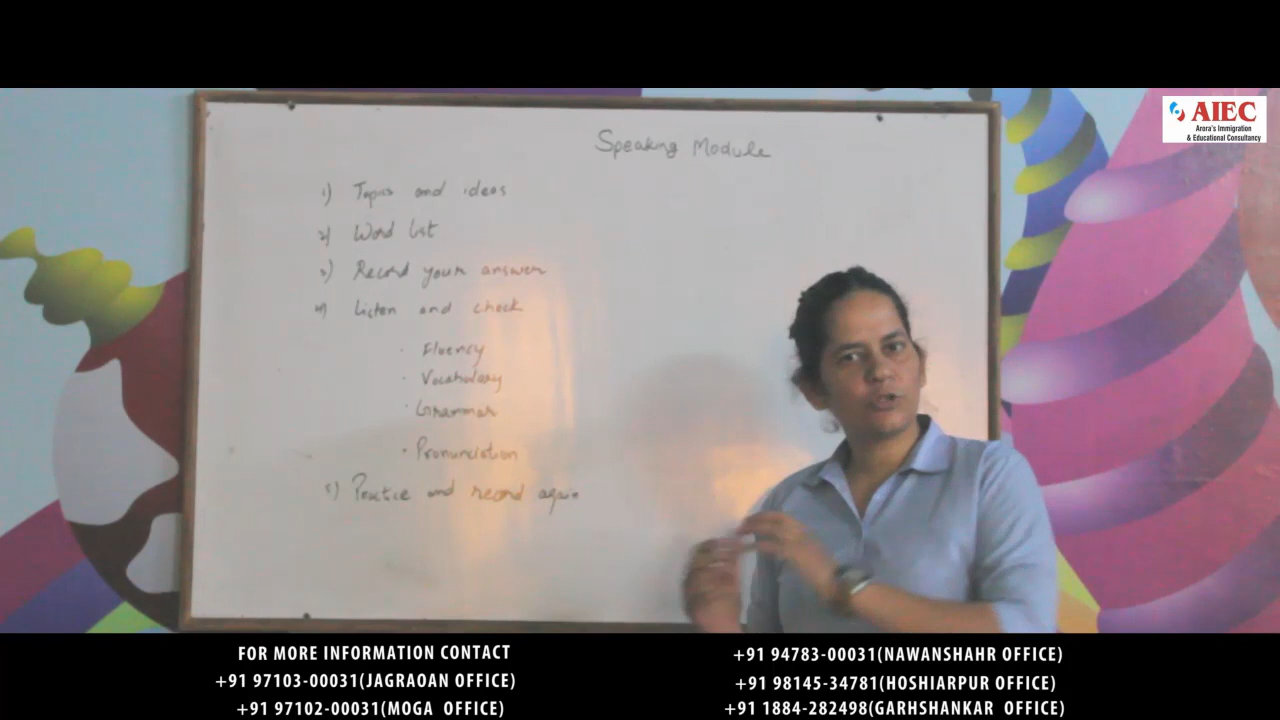 AIEC
Arora's Immigration
& Educational Consultancy
Speaking Module
1) Topics and ideas
2) Word list
3) Record your answer
4) Listen and check
· Fluency
· Vocabulary
· Grammar
· Pronunciation
5) Practice and record again
FOR MORE INFORMATION CONTACT
+91 97103-00031(JAGRAOAN OFFICE)
+91 97102-00031(MOGA OFFICE)
+91 94783-00031(NAWANSHAHR OFFICE)
+91 98145-34781(HOSHIARPUR OFFICE)
+91 1884-282498(GARHSHANKAR OFFICE)